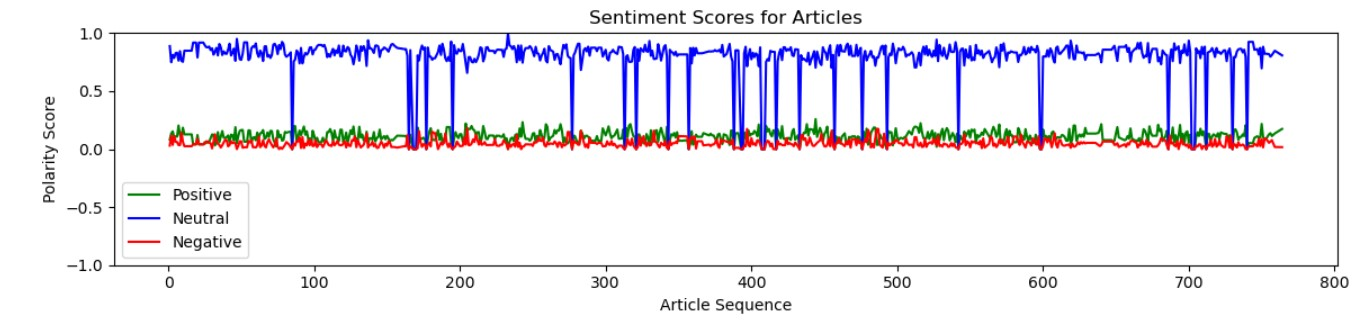 Sentiment Scores for Articles
1.0
0.5
0.0
−0.5
−1.0
Polarity Score
Positive
Neutral
Negative
0 100 200 300 400 500 600 700 800
Article Sequence